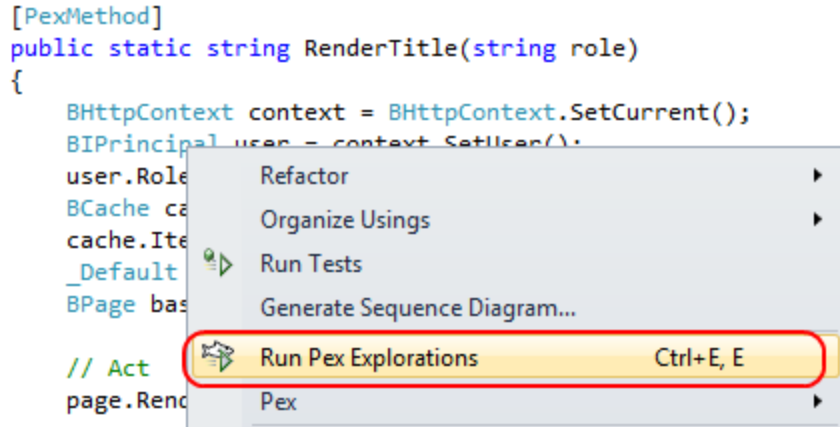 [PexMethod]
public static string RenderTitle(string role)
{
BHttpContext context = BHttpContext.SetCurrent();
BIPrincipal user = context.SetUser();
user.Role
BCache ca
cache.Ite
_Default
BPage bas
// Act
page.Rend
Refactor
Organize Usings
Run Tests
Generate Sequence Diagram...
Run Pex Explorations Ctrl+E, E
Pex